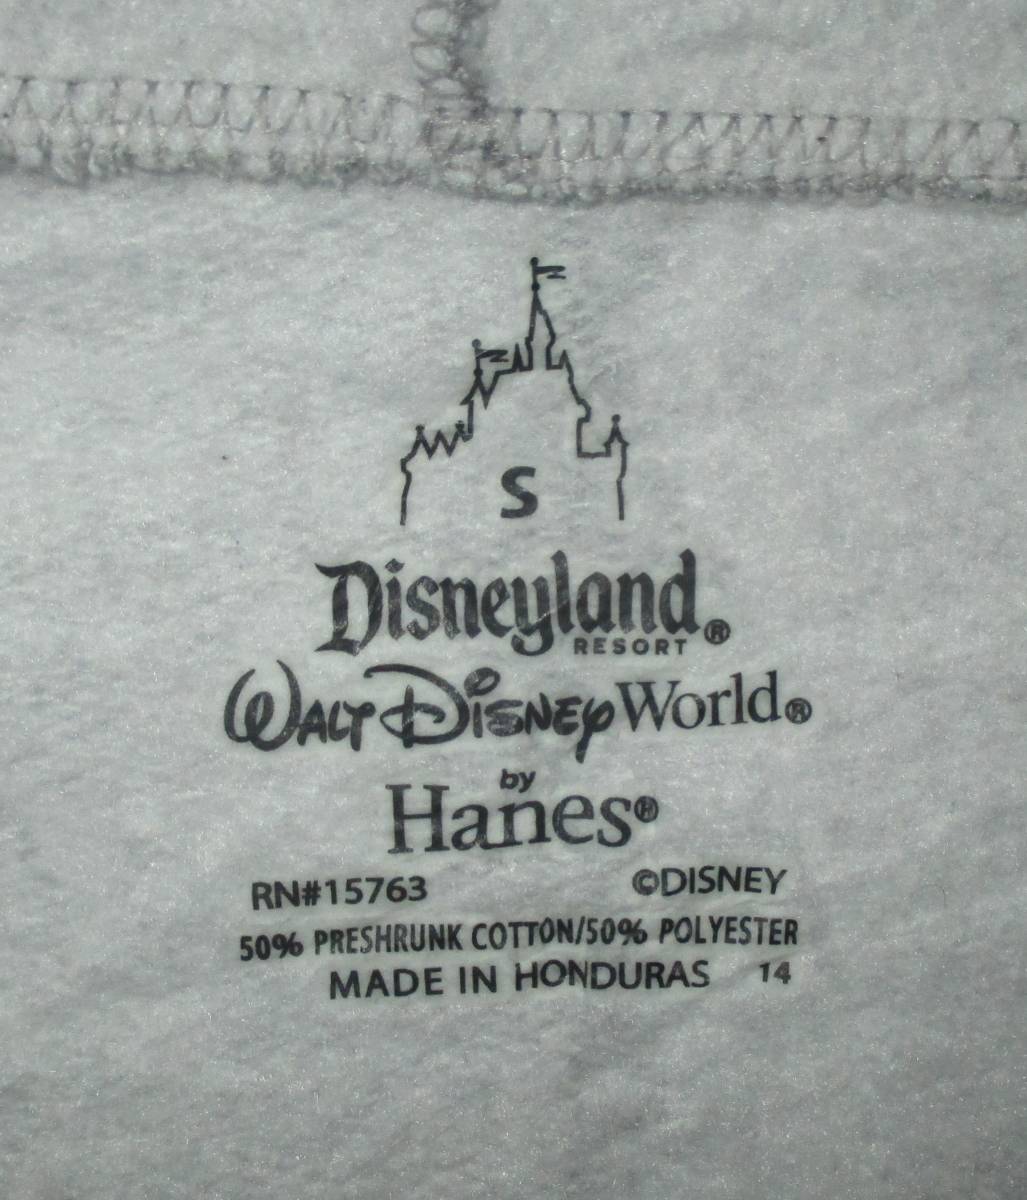 S
Disneyland®
RESORT
WALT DISNEY World®
by
Hanes®
RN#15763 ©DISNEY
50% PRESHRUNK COTTON/50% POLYESTER
MADE IN HONDURAS 14